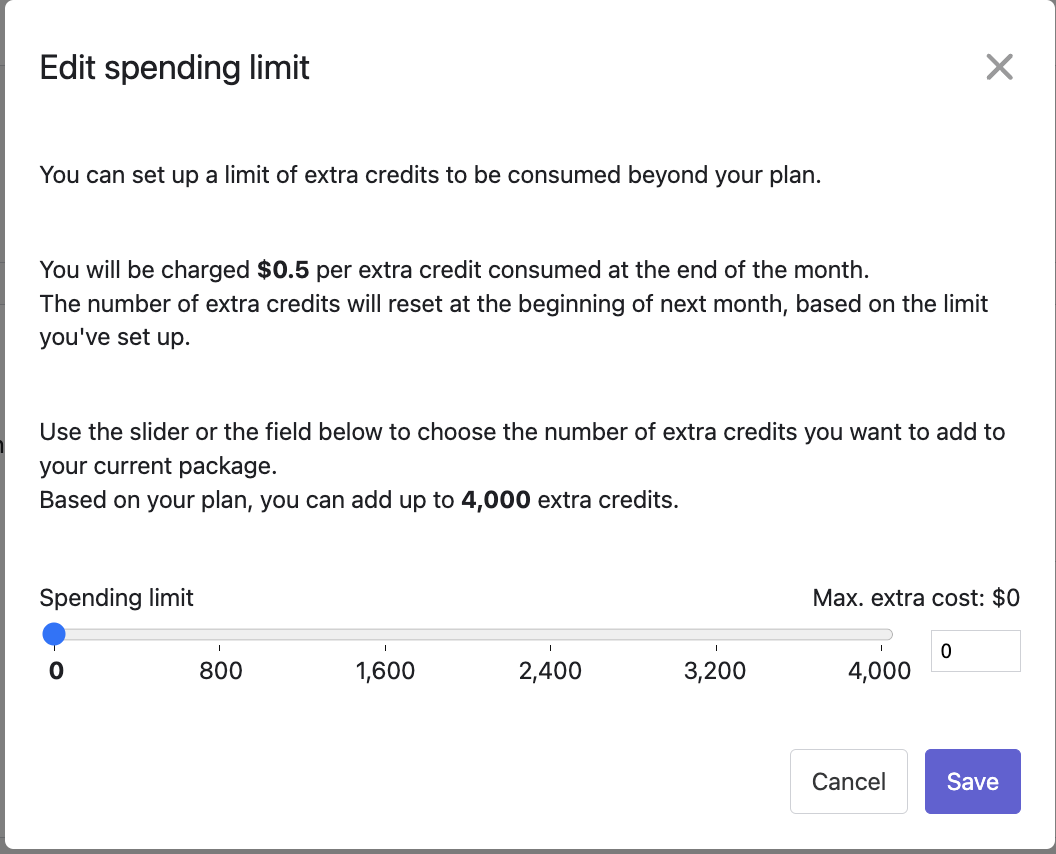 Edit spending limit
You can set up a limit of extra credits to be consumed beyond your plan.
You will be charged $0.5 per extra credit consumed at the end of the month.
The number of extra credits will reset at the beginning of next month, based on the limit
you've set up.
Use the slider or the field below to choose the number of extra credits you want to add to
your current package.
Based on your plan, you can add up to 4,000 extra credits.
Spending limit Max. extra cost: $0
0
0 800 1,600 2,400 3,200 4,000
Cancel Save